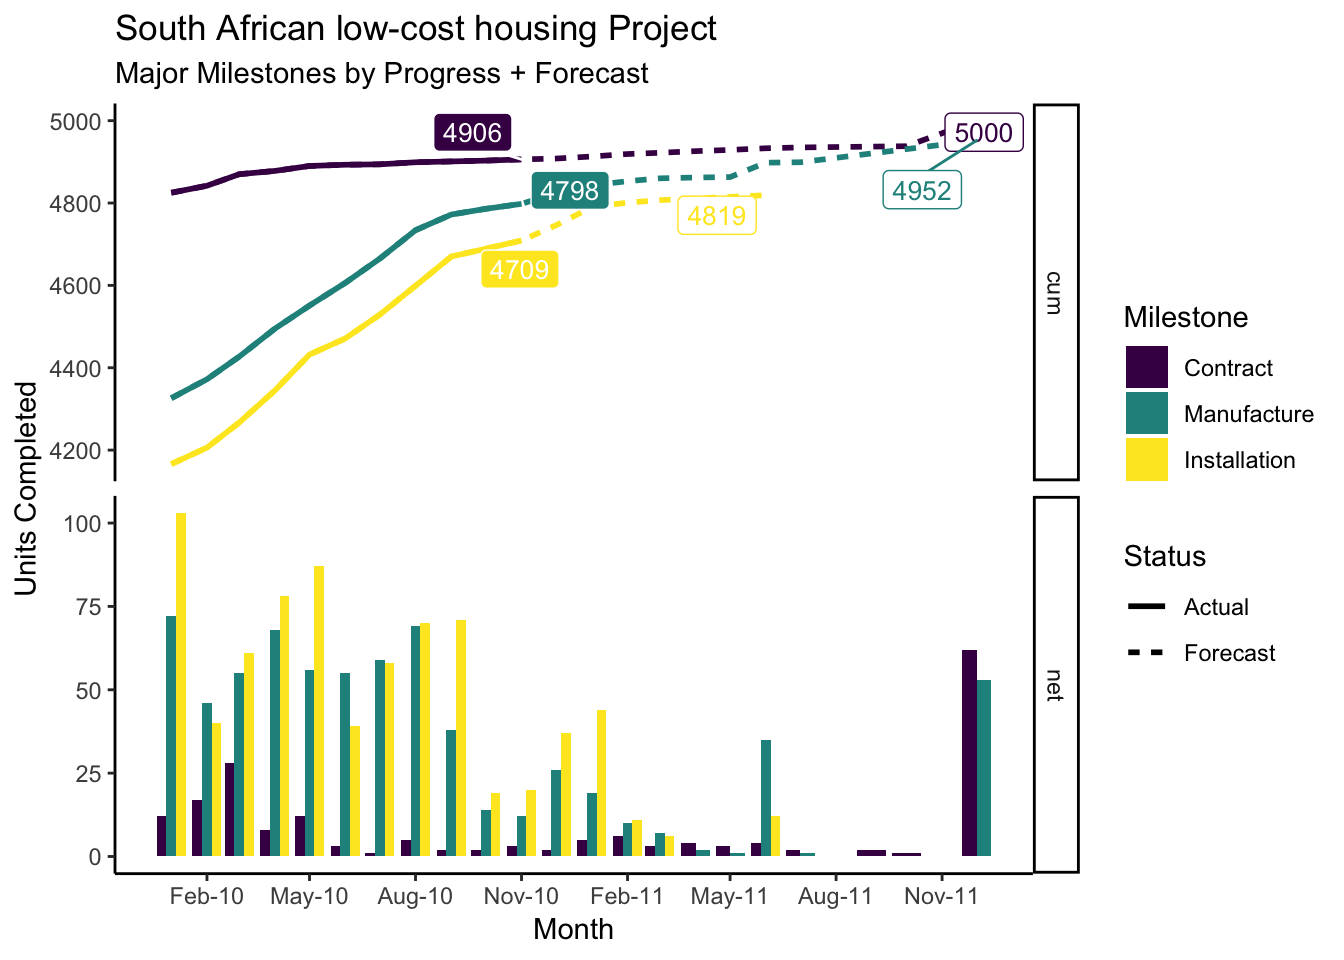 South African low-cost housing Project
Major Milestones by Progress + Forecast
Units Completed
5000
4800
4600
4400
4200
4906
4798
4709
4819
4952
5000
cum
100
75
50
25
0
net
Feb-10 May-10 Aug-10 Nov-10 Feb-11 May-11 Aug-11 Nov-11
Month
Milestone
Contract
Manufacture
Installation
Status
Actual
Forecast